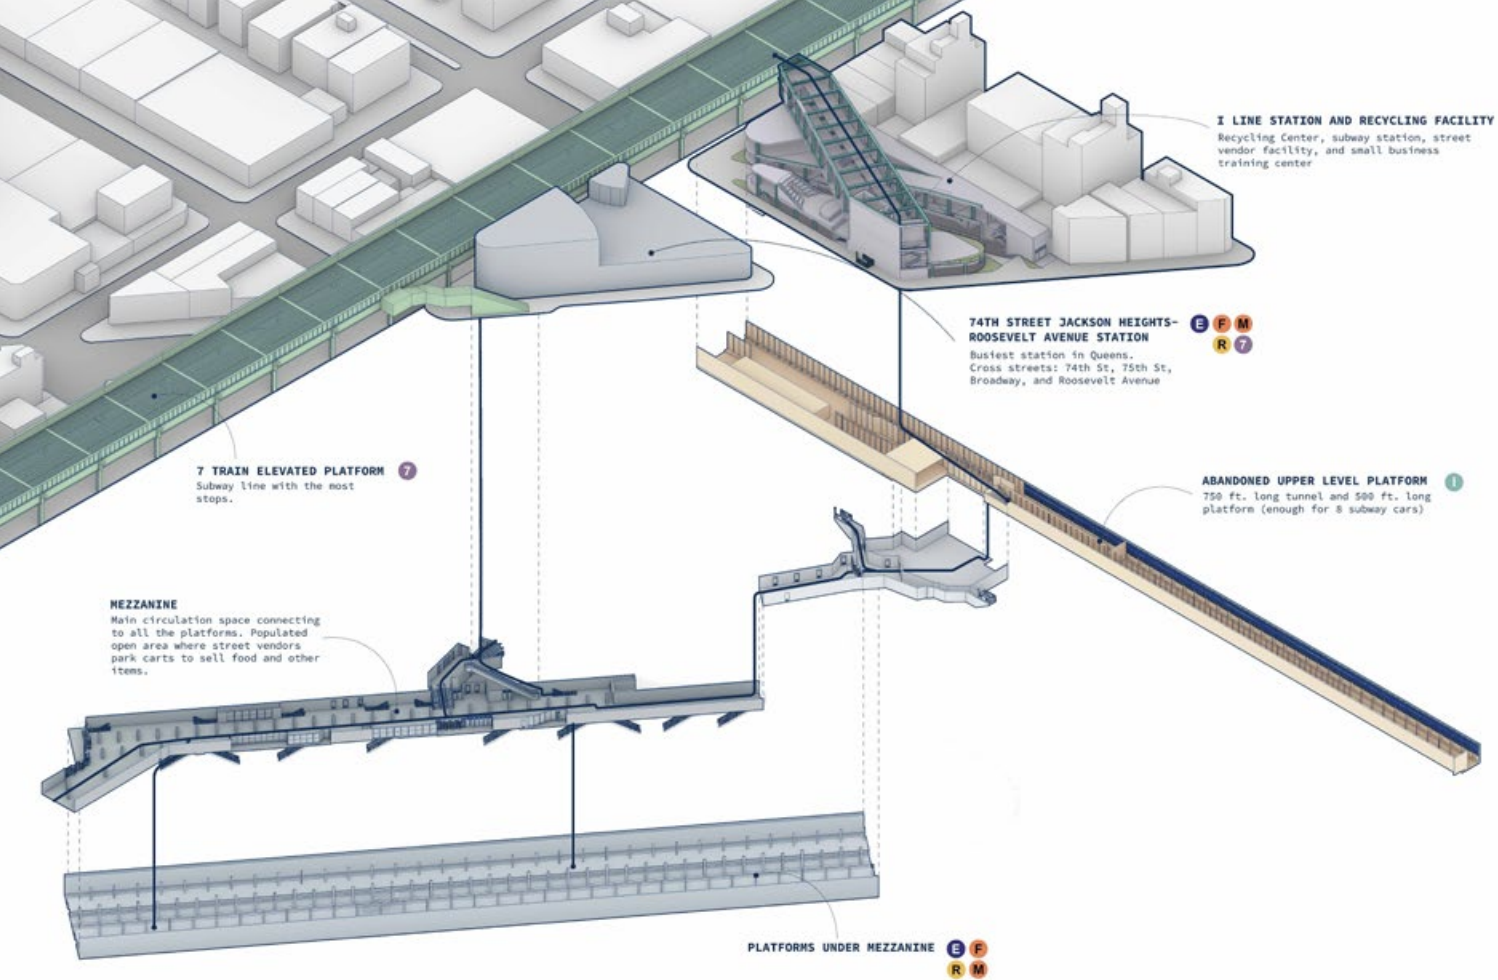 I LINE STATION AND RECYCLING FACILITY
Recycling Center, subway station, street
vendor facility, and small business
training center
74TH STREET JACKSON HEIGHTS-
ROOSEVELT AVENUE STATION
E F M
R 7
Busiest station in Queens.
Cross streets: 74th St, 75th St,
Broadway, and Roosevelt Avenue
7 TRAIN ELEVATED PLATFORM 7
Subway line with the most
stops.
ABANDONED UPPER LEVEL PLATFORM I
750 ft. long tunnel and 500 ft. long
platform (enough for 8 subway cars)
MEZZANINE
Main circulation space connecting
to all the platforms. Populated
open area where street vendors
park carts to sell food and other
items.
PLATFORMS UNDER MEZZANINE E F
R M